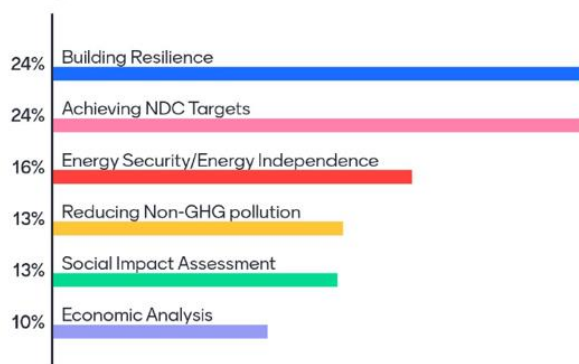 24% Building Resilience
24% Achieving NDC Targets
16% Energy Security/Energy Independence
13% Reducing Non-GHG pollution
13% Social Impact Assessment
10% Economic Analysis